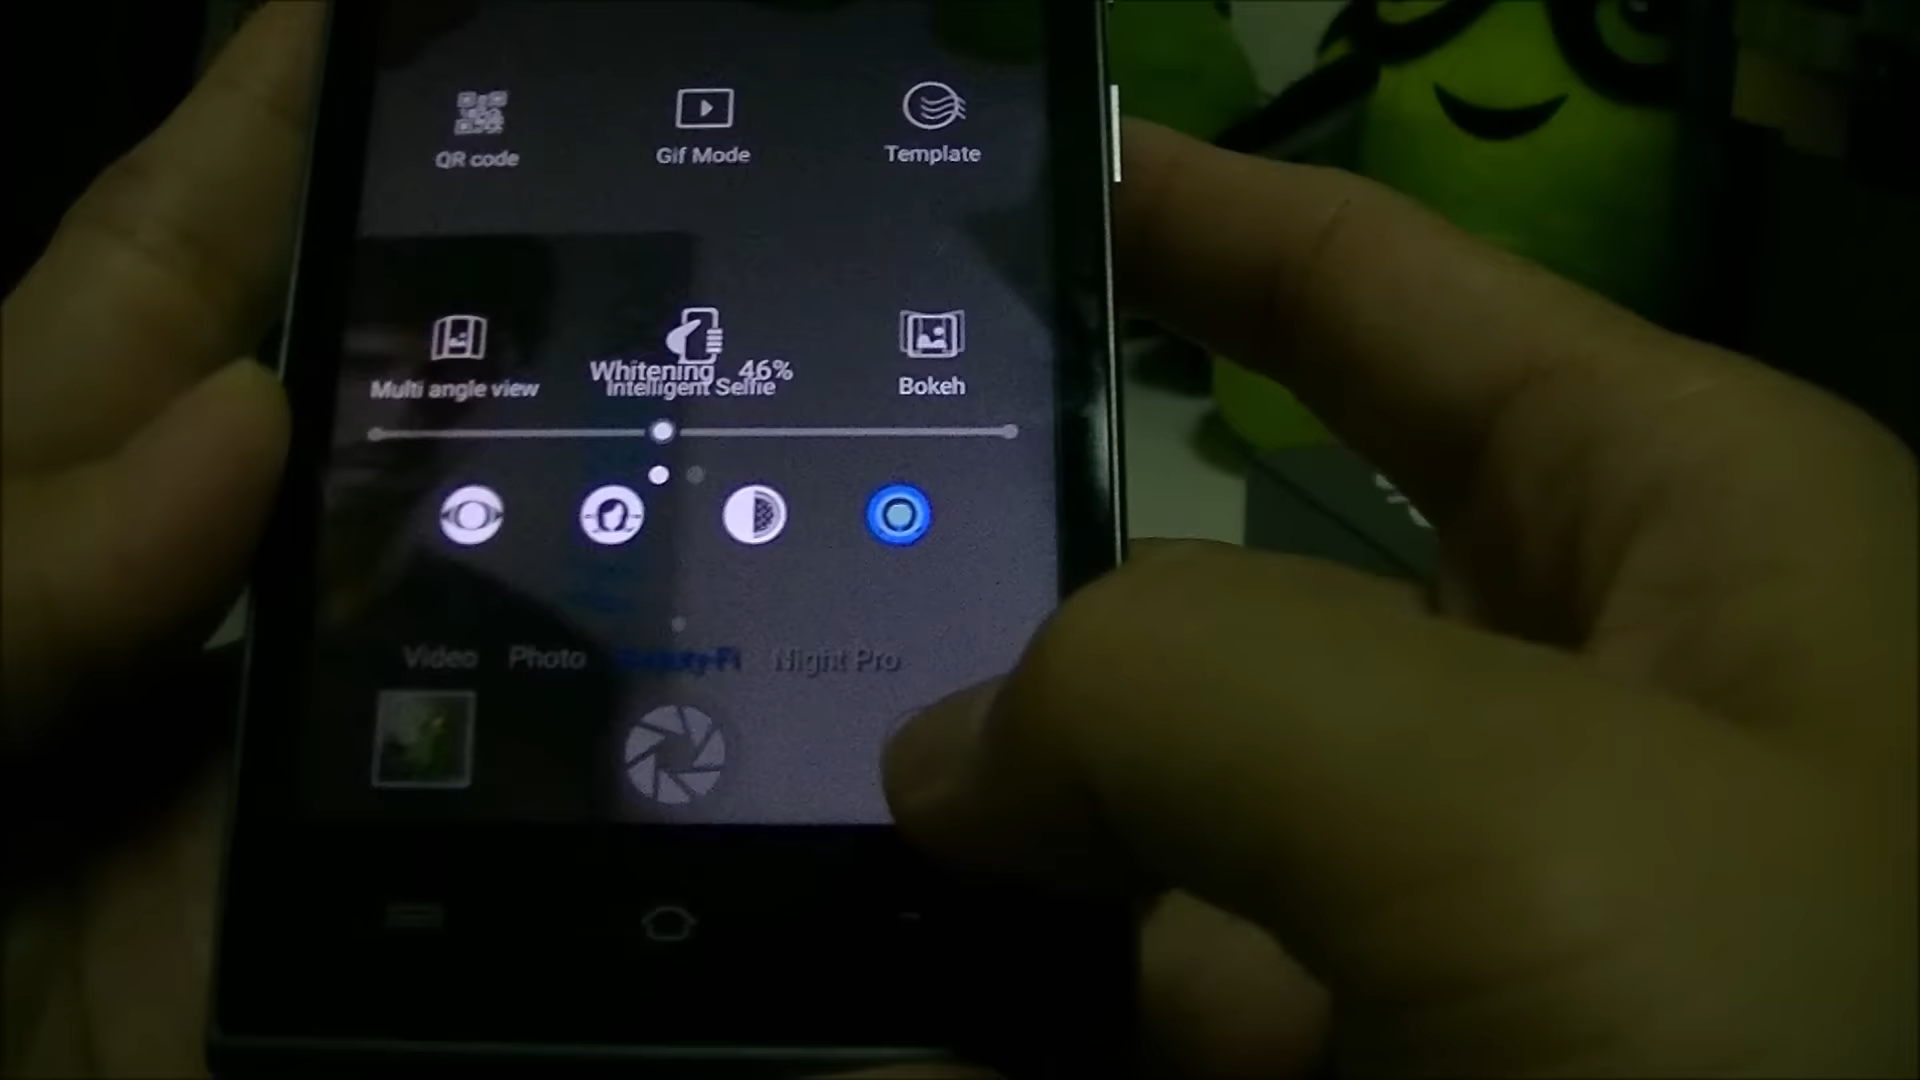 QR code
Gif Mode
Template
Multi angle view
Whitening 46%
Intelligent Selfie
Bokeh
Video
Photo
Night Pro